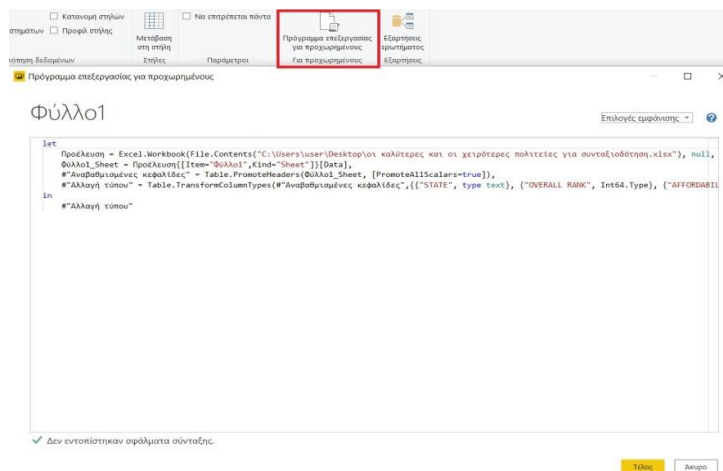 Κατανομή στηλών
Να επιτρέπεται πάντα
στημάτων
Προφίλ στήλης
Μετάβαση
στη στήλη
Πρόγραμμα επεξεργασίας
για προχωρημένους
Εξαρτήσεις
ερωτήματος
κόπηση δεδομένων
Στήλες
Παράμετροι
Για προχωρημένους
Εξαρτήσεις
Πρόγραμμα επεξεργασίας για προχωρημένους
Φύλλο1
Επιλογές εμφάνισης
let
Προέλευση = Excel.Workbook(File.Contents("C:\Users\user\Desktop\οι καλύτερες και οι χειρότερες πολιτείες για συνταξιοδότηση.xlsx"), null,
Φύλλο1_Sheet = Προέλευση{[Item="Φύλλο1",Kind="Sheet"]}[Data],
#"Αναβαθμισμένες κεφαλίδες" = Table.PromoteHeaders(Φύλλο1_Sheet, [PromoteAllScalars=true]),
#"Αλλαγή τύπου" = Table.TransformColumnTypes(#"Αναβαθμισμένες κεφαλίδες",{{"STATE", type text}, {"OVERALL RANK", Int64.Type}, {"AFFORDABIL
in
#"Αλλαγή τύπου"
Δεν εντοπίστηκαν σφάλματα σύνταξης.
Τέλος
Άκυρο